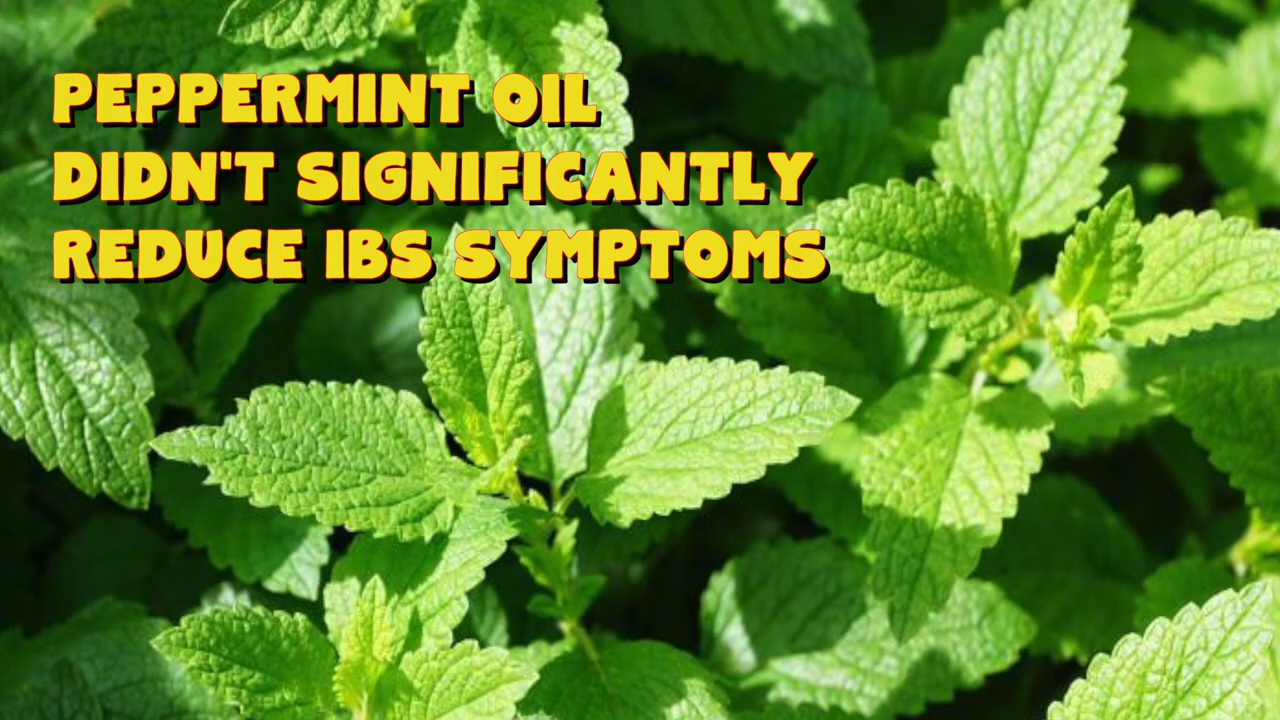 PEPPERMINT OIL
DIDN'T SIGNIFICANTLY
REDUCE IBS SYMPTOMS